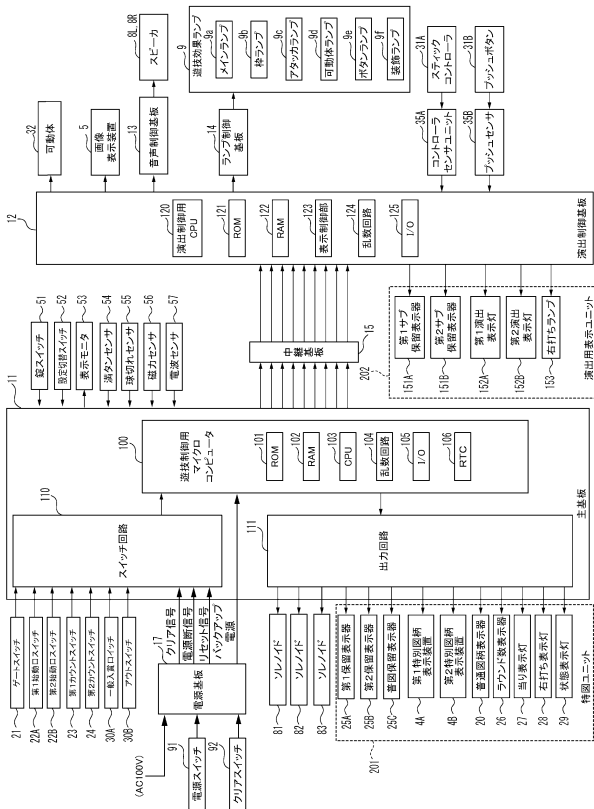 32
可動体
5
画像
表示装置
13
音声制御基板
8L,8R
スピーカ
14
ランプ制御
基板
9
遊技効果ランプ
9a
メインランプ
9b
枠ランプ
9c
アタッカランプ
9d
可動体ランプ
9e
ボタンランプ
9f
装飾ランプ
35A
コントローラ
センサユニット
31A
スティック
コントローラ
35B
プッシュセンサ
31B
プッシュボタン
12
120
演出制御用
CPU
121
ROM
122
RAM
123
表示制御部
124
乱数回路
125
I/O
演出制御基板
51
錠スイッチ
52
設定切替スイッチ
53
表示モニタ
54
満タンセンサ
55
球切れセンサ
56
磁力センサ
57
電波センサ
15
中継基板
202
151A
第1サブ
保留表示器
151B
第2サブ
保留表示器
152A
第1演出
表示灯
152B
第2演出
表示灯
153
右打ちランプ
演出用表示ユニット
11
100
遊技制御用
マイクロ
コンピュータ
101
ROM
102
RAM
103
CPU
104
乱数回路
105
I/O
106
RTC
主基板
110
スイッチ回路
111
出力回路
21
ゲートスイッチ
22A
第1始動口スイッチ
22B
第2始動口スイッチ
23
第1カウントスイッチ
24
第2カウントスイッチ
30A
一般入賞口スイッチ
30B
アウトスイッチ
クリア信号
電源断信号
リセット信号
バックアップ
電源
17
電源基板
(AC100V)
91
電源スイッチ
92
クリアスイッチ
81
ソレノイド
82
ソレノイド
83
ソレノイド
25A
第1保留表示器
25B
第2保留表示器
25C
普図保留表示器
4A
第1特別図柄
表示装置
4B
第2特別図柄
表示装置
20
普通図柄表示器
26
ラウンド数表示器
27
当り表示灯
28
右打ち表示灯
29
状態表示灯
201
特図ユニット